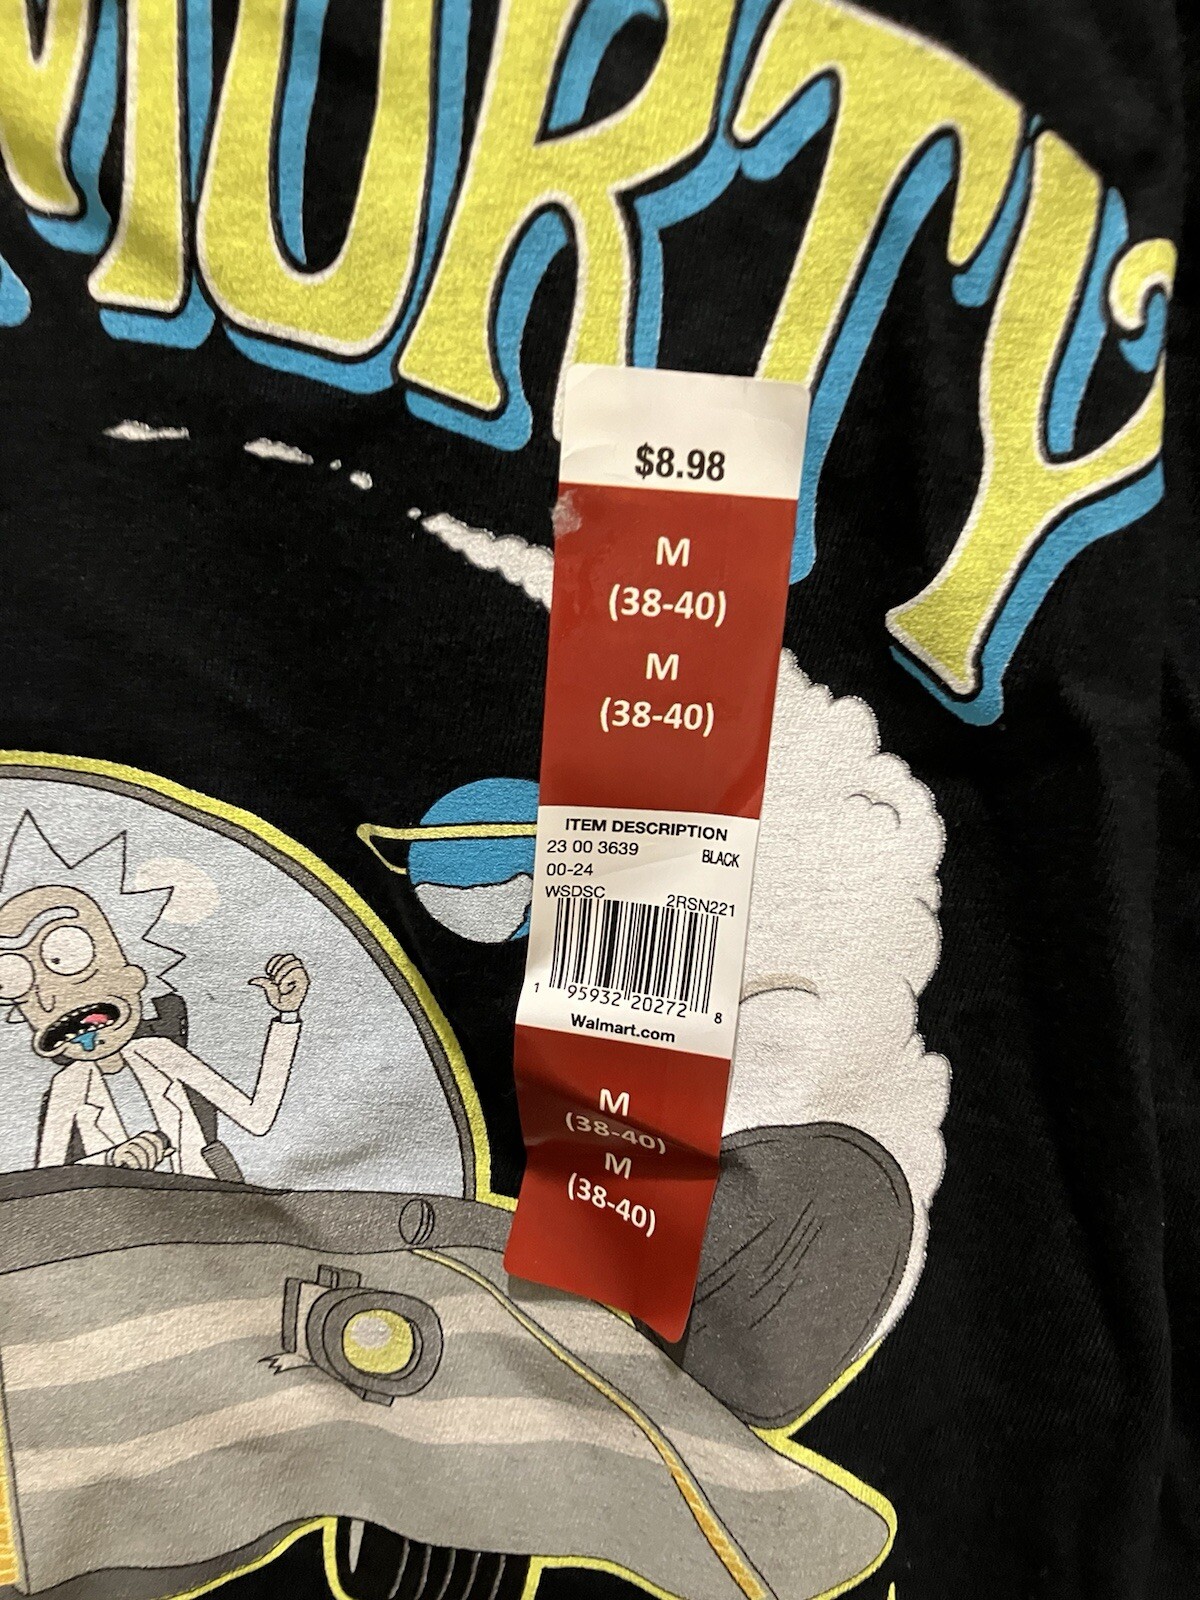 MORTY
$8.98
M
(38-40)
M
(38-40)
ITEM DESCRIPTION
23 00 3639 BLACK
00-24
WSDSC 2RSN221
1 95932 20272 8
Walmart.com
M
(38-40)
M
(38-40)